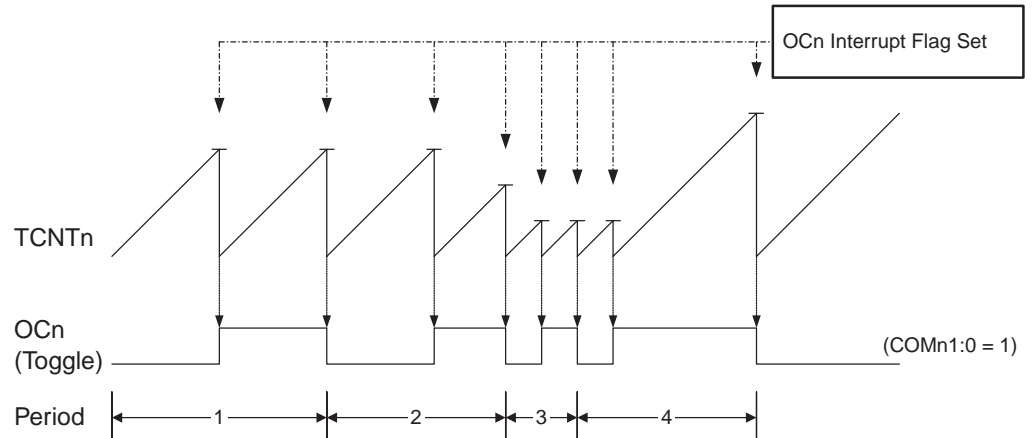 OCn Interrupt Flag Set
TCNTn
OCn
(Toggle)
(COMn1:0 = 1)
Period
1
2
3
4